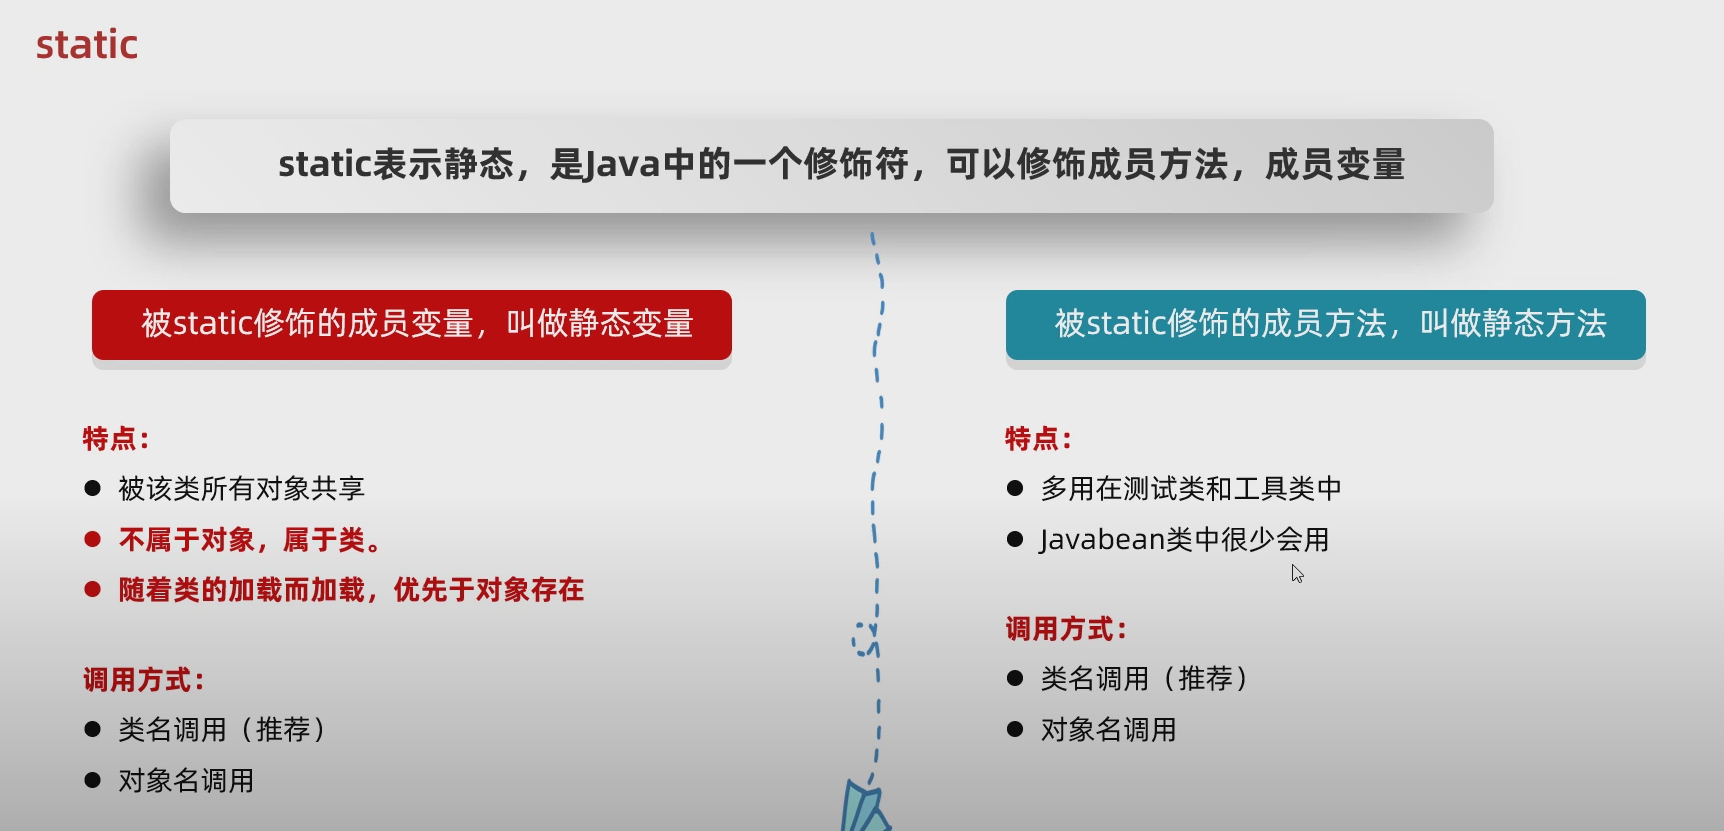 static
static表示静态，是Java中的一个修饰符，可以修饰成员方法，成员变量
被static修饰的成员变量，叫做静态变量
特点：
被该类所有对象共享
不属于对象，属于类。
随着类的加载而加载，优先于对象存在
调用方式：
类名调用（推荐）
对象名调用
被static修饰的成员方法，叫做静态方法
特点：
多用在测试类和工具类中
Javabean类中很少会用
调用方式：
类名调用（推荐）
对象名调用